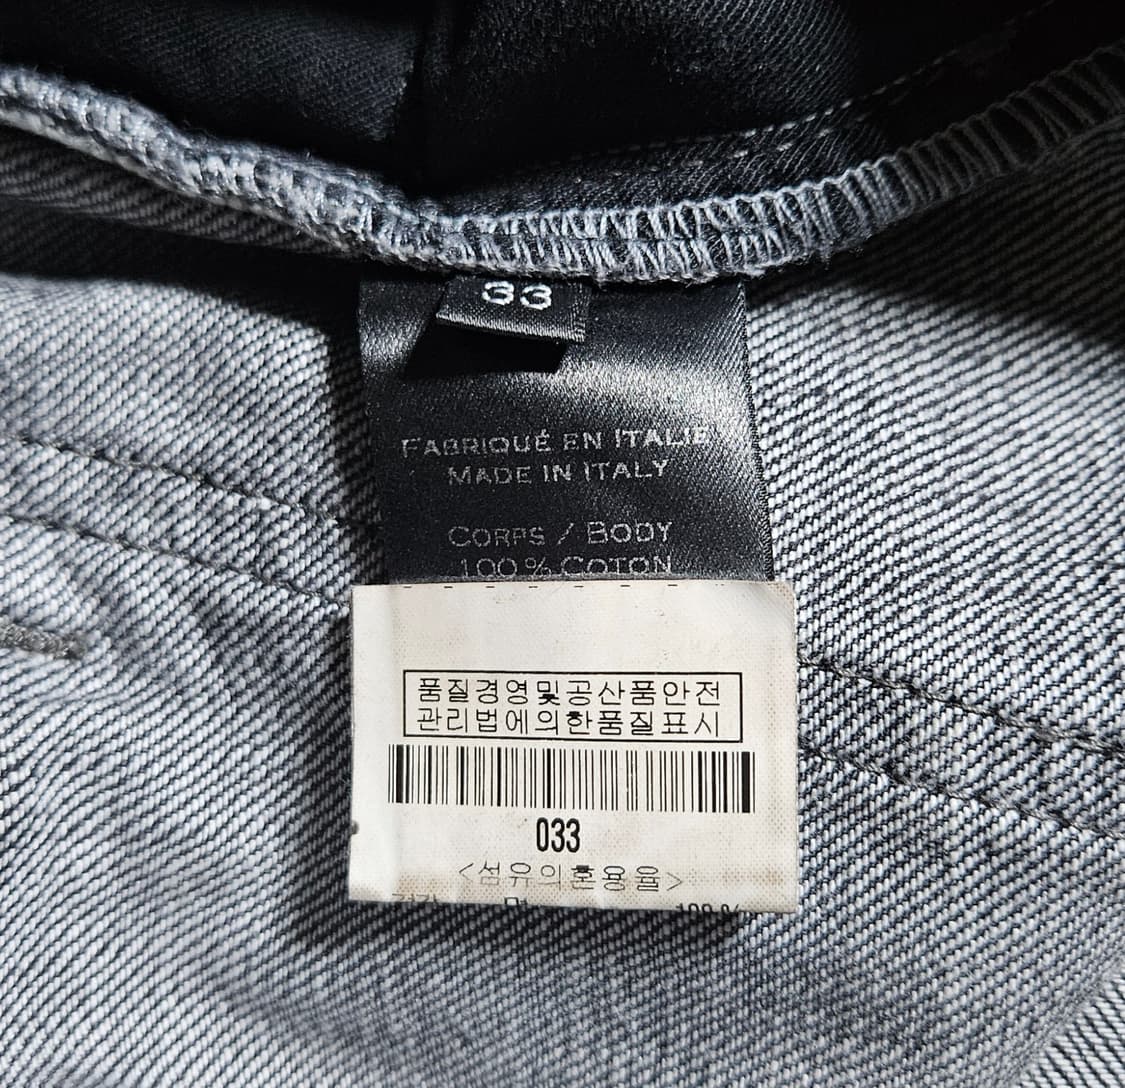 33
FABRIQUÉ EN ITALIE
MADE IN ITALY
CORPS / BODY
100 % COTON
품질경영및공산품안전
관리법에의한품질표시
033
<섬유의혼용율>
100 %